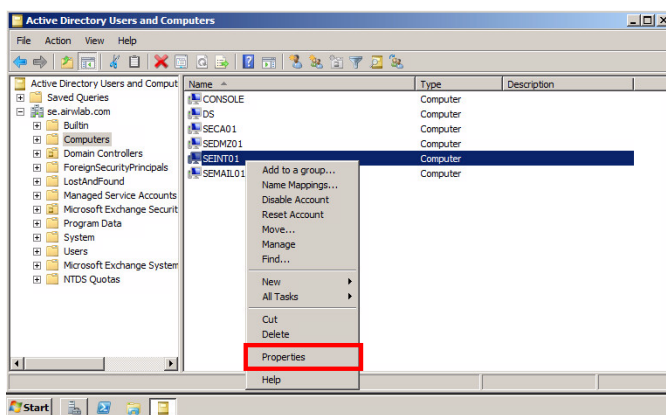 Active Directory Users and Computers
File Action View Help
Active Directory Users and Comput
Saved Queries
se.airwlab.com
Builtin
Computers
Domain Controllers
ForeignSecurityPrincipals
LostAndFound
Managed Service Accounts
Microsoft Exchange Securit
Program Data
System
Users
Microsoft Exchange System
NTDS Quotas
Name Type Description
CONSOLE Computer
DS Computer
SECA01 Computer
SEDMZ01 Computer
SEINT01 Computer
SEMAIL01 Computer
Add to a group...
Name Mappings...
Disable Account
Reset Account
Move...
Manage
Find...
New
All Tasks
Cut
Delete
Properties
Help
Start